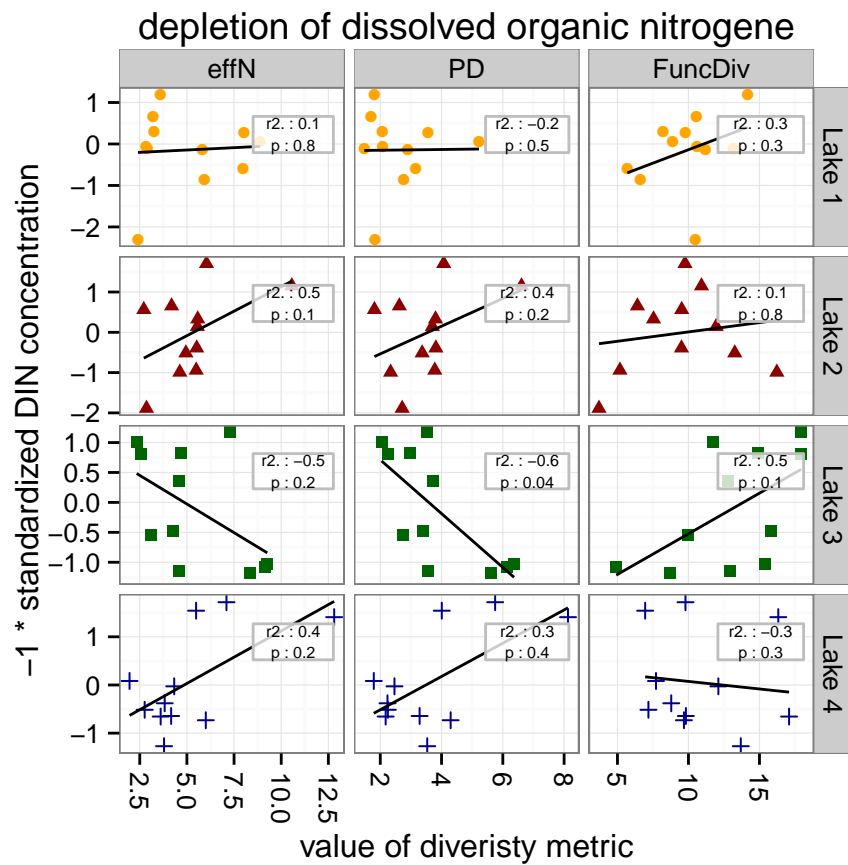 depletion of dissolved organic nitrogene
effN
PD
FuncDiv
1
0
−1
−2
r2. : 0.1
p : 0.8
r2. : −0.2
p : 0.5
r2. : 0.3
p : 0.3
Lake 1
1
0
−1
−2
r2. : 0.5
p : 0.1
r2. : 0.4
p : 0.2
r2. : 0.1
p : 0.8
Lake 2
1.0
0.5
0.0
−0.5
−1.0
r2. : −0.5
p : 0.2
r2. : −0.6
p : 0.04
r2. : 0.5
p : 0.1
Lake 3
1
0
−1
r2. : 0.4
p : 0.2
r2. : 0.3
p : 0.4
r2. : −0.3
p : 0.3
Lake 4
−1 * standardized DIN concentration
2.5
5.0
7.5
10.0
12.5
2
4
6
8
5
10
15
value of diveristy metric